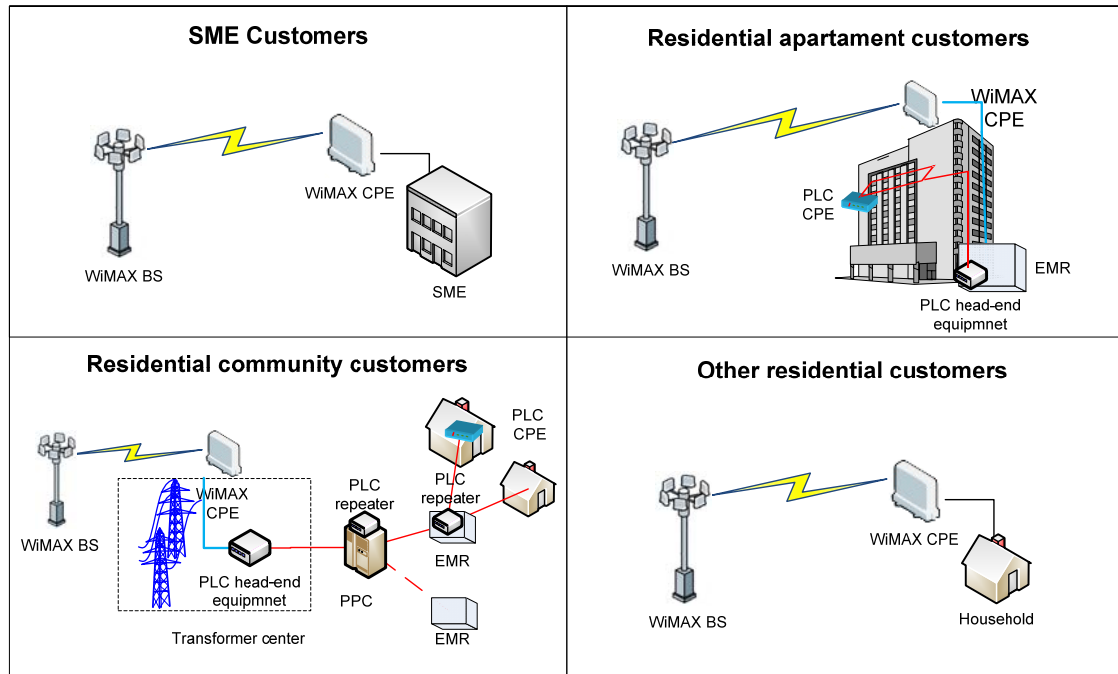 SME Customers
WiMAX BS
WiMAX CPE
SME
Residential apartament customers
WiMAX BS
WiMAX
CPE
PLC
CPE
EMR
PLC head-end
equipmnet
Residential community customers
WiMAX BS
WiMAX
CPE
PLC head-end
equipmnet
Transformer center
PLC
repeater
PPC
PLC
repeater
EMR
EMR
PLC
CPE
Other residential customers
WiMAX BS
WiMAX CPE
Household